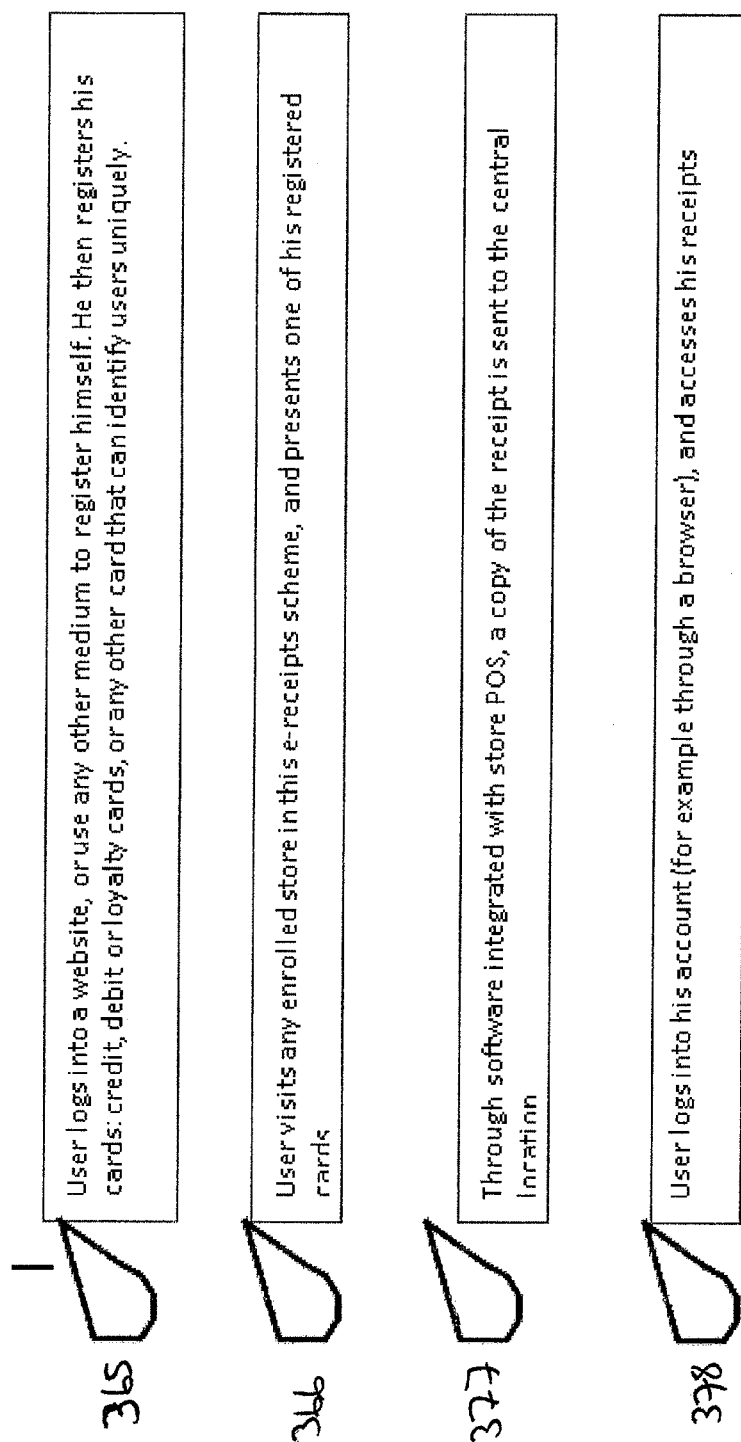 365
User logs into a website, or use any other medium to register himself. He then registers his
cards: credit, debit or loyalty cards, or any other card that can identify users uniquely.
366
User visits any enrolled store in this e-receipts scheme, and presents one of his registered
cards
377
Through software integrated with store POS, a copy of the receipt is sent to the central
location
378
User logs into his account (for example through a browser), and accesses his receipts